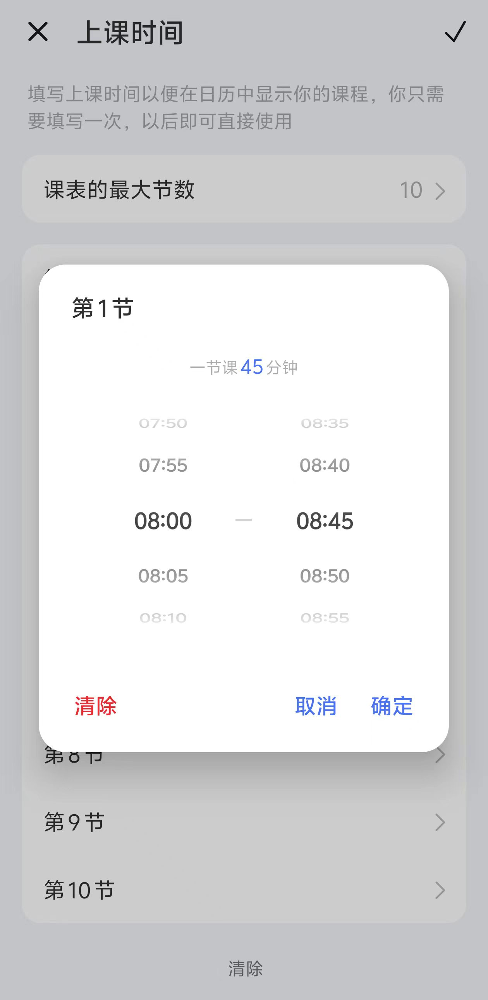 上课时间
填写上课时间以便在日历中显示你的课程，你只需
要填写一次，以后即可直接使用
课表的最大节数 10
第1节
一节课45分钟
07:50 08:35
07:55 08:40
08:00 — 08:45
08:05 08:50
08:10 08:55
清除 取消 确定
第8节
第9节
第10节
清除